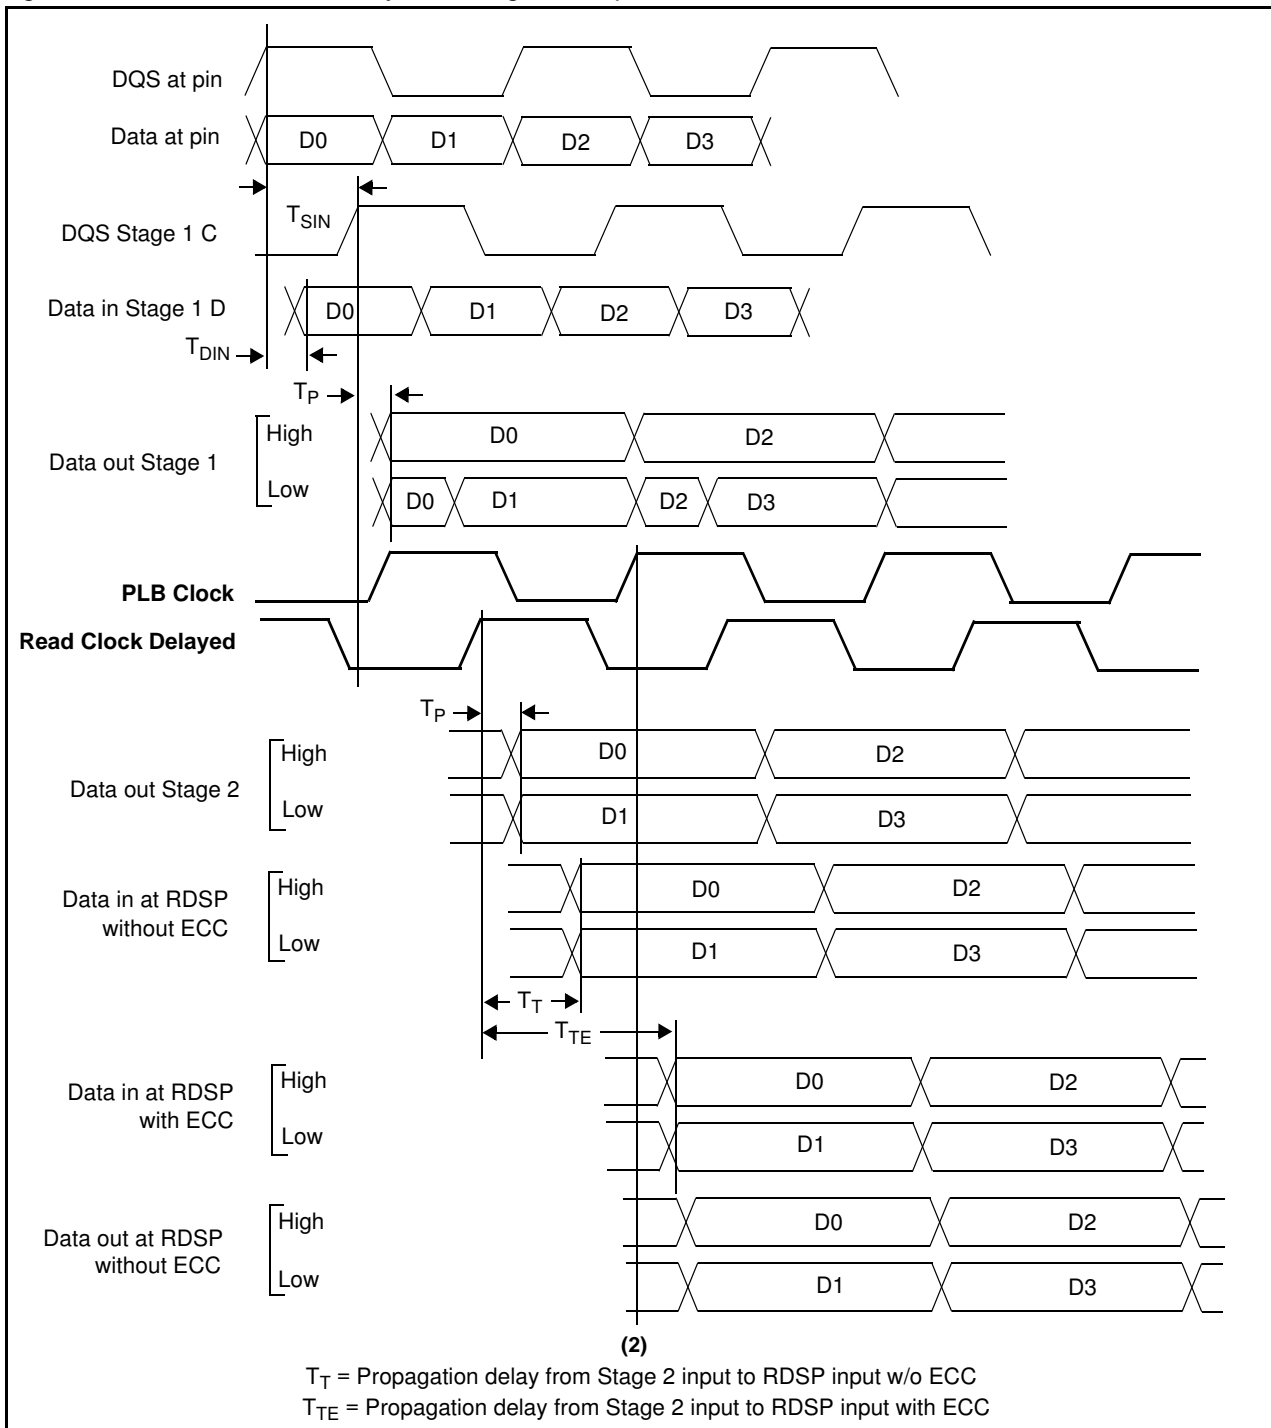 DQS at pin
Data at pin
D0 D1 D2 D3
TSIN
DQS Stage 1 C
Data in Stage 1 D
D0 D1 D2 D3
TDIN
TP
High
D0 D2
Data out Stage 1
Low
D0 D1 D2 D3
PLB Clock
Read Clock Delayed
TP
High
D0 D2
Data out Stage 2
Low
D1 D3
High
D0 D2
Data in at RDSP
without ECC
Low
D1 D3
TT
TTE
High
D0 D2
Data in at RDSP
with ECC
Low
D1 D3
High
D0 D2
Data out at RDSP
without ECC
Low
D1 D3
(2)
TT = Propagation delay from Stage 2 input to RDSP input w/o ECC
TTE = Propagation delay from Stage 2 input to RDSP input with ECC